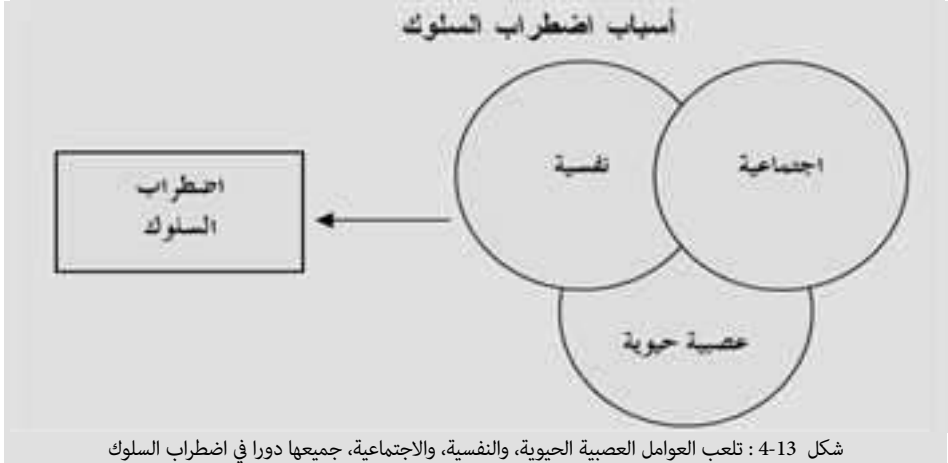 أسباب اضطراب السلوك
اجتماعية
نفسية
عصبية حيوية
اضطراب
السلوك
شكل 13-4 : تلعب العوامل العصبية الحيوية، والنفسية، والاجتماعية، جميعها دورا في اضطراب السلوك